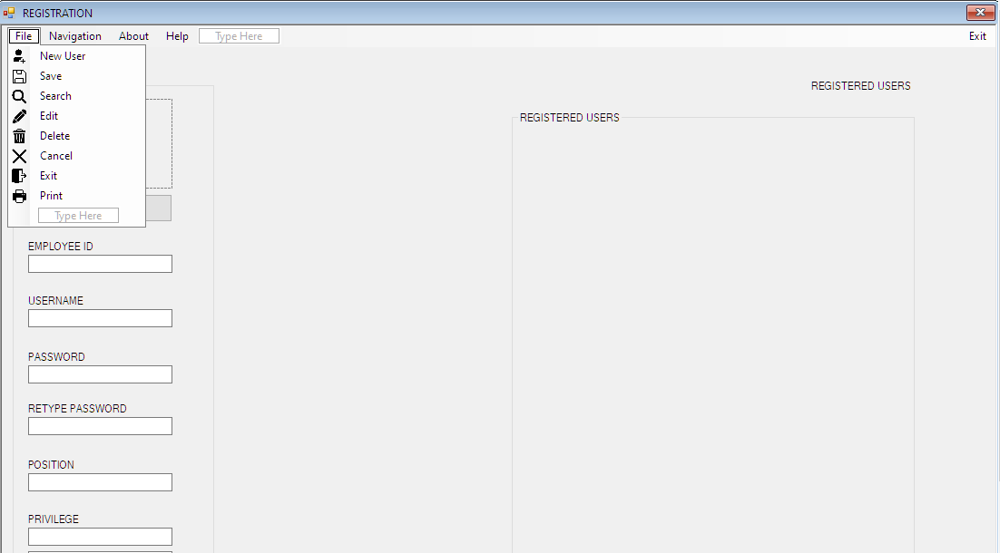 REGISTRATION
File Navigation About Help Type Here Exit
New User
Save
Search
Edit
Delete
Cancel
Exit
Print
Type Here
REGISTERED USERS
REGISTERED USERS
EMPLOYEE ID
USERNAME
PASSWORD
RETYPE PASSWORD
POSITION
PRIVILEGE